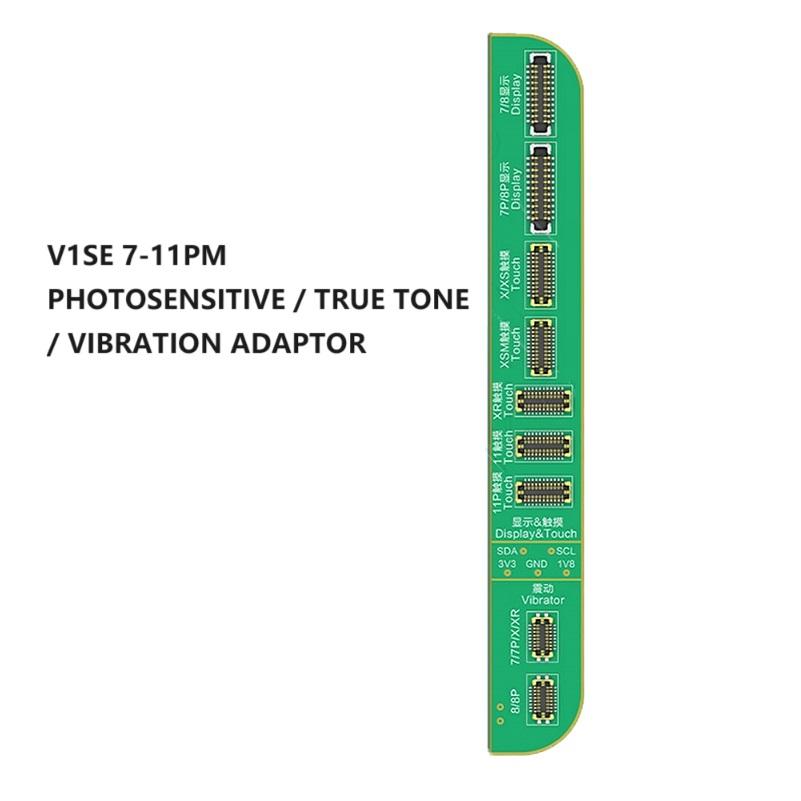 V1SE 7-11PM
PHOTOSENSITIVE / TRUE TONE
/ VIBRATION ADAPTOR
7/8显示
Display
7P/8P显示
Display
X/XS触摸
Touch
XSM触摸
Touch
XR触摸
Touch
11触摸
Touch
11P触摸
Touch
显示&触摸
Display&Touch
SDA SCL
3V3 GND 1V8
震动
Vibrator
7/7P/X/XR
8/8P